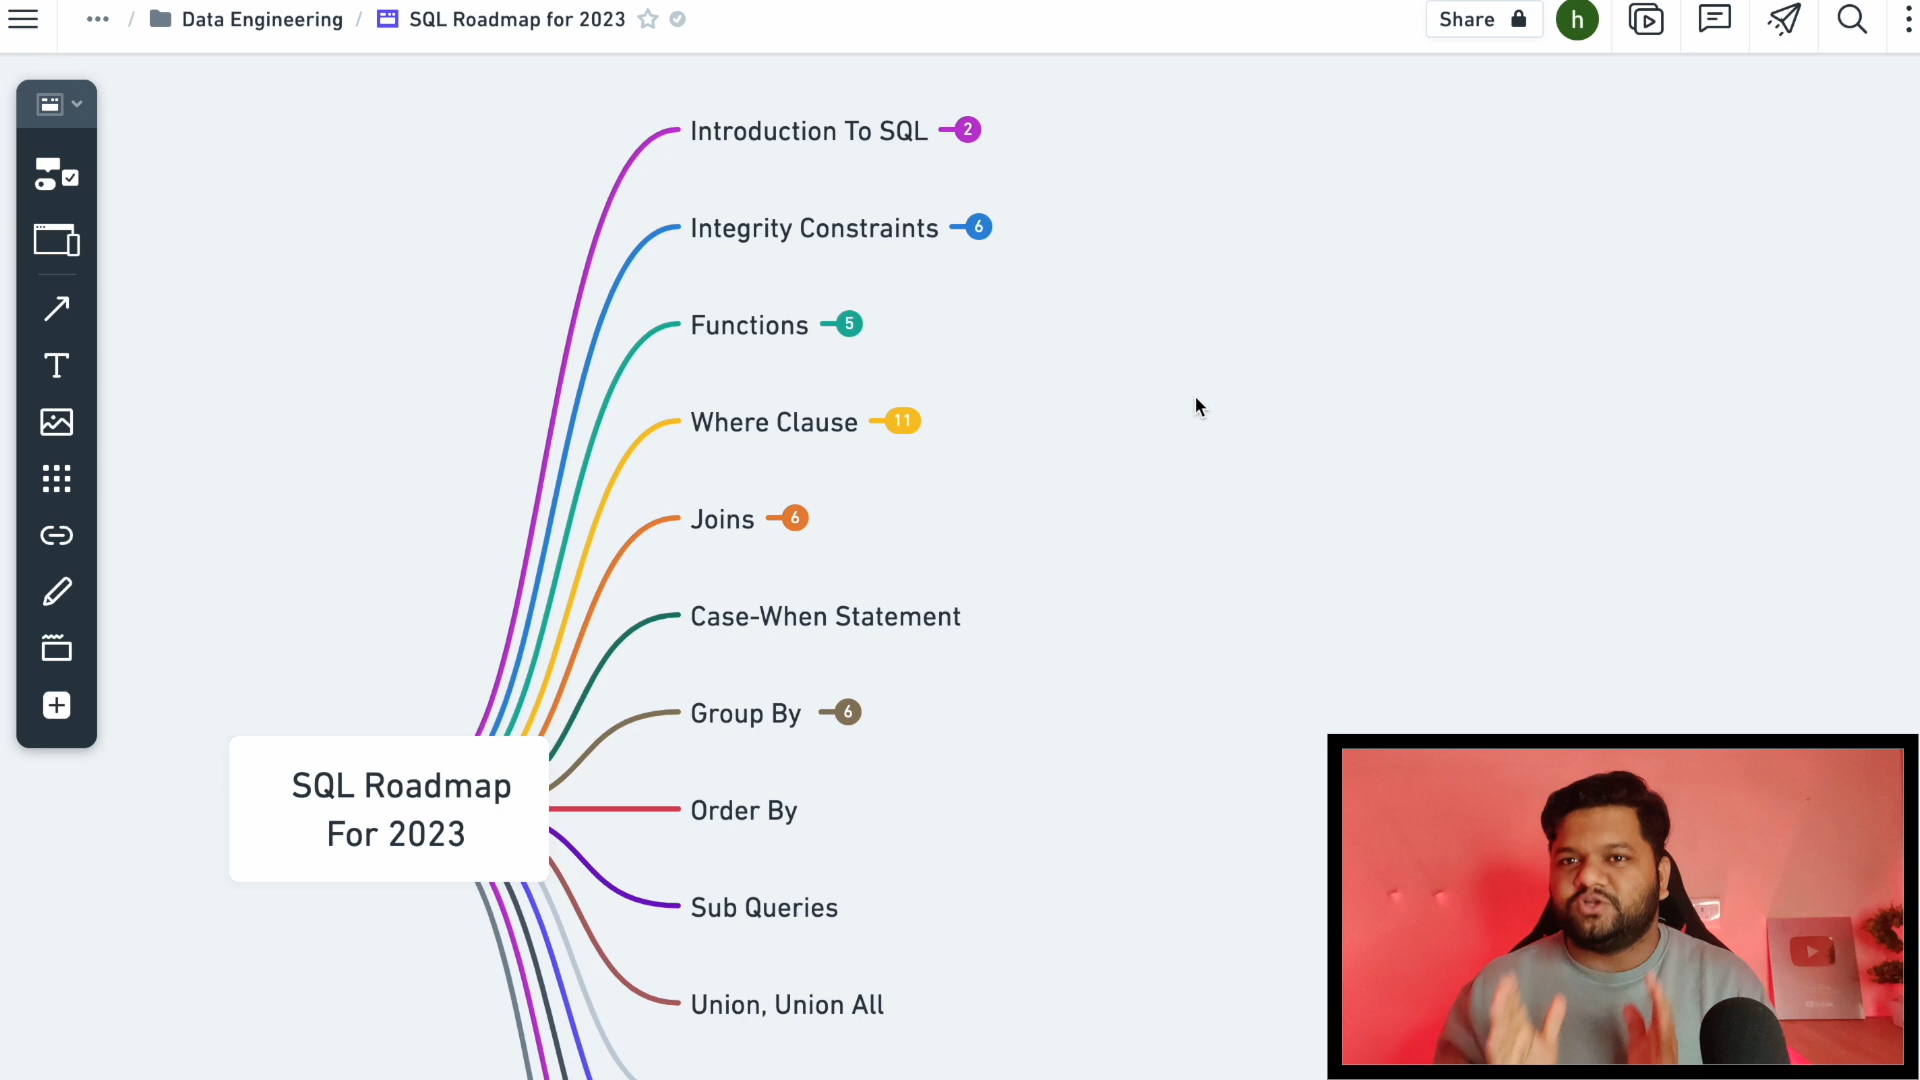 Data Engineering / SQL Roadmap for 2023
Share
h
Introduction To SQL 2
Integrity Constraints 6
Functions 5
Where Clause 11
Joins 6
Case-When Statement
Group By 6
SQL Roadmap
For 2023
Order By
Sub Queries
Union, Union All